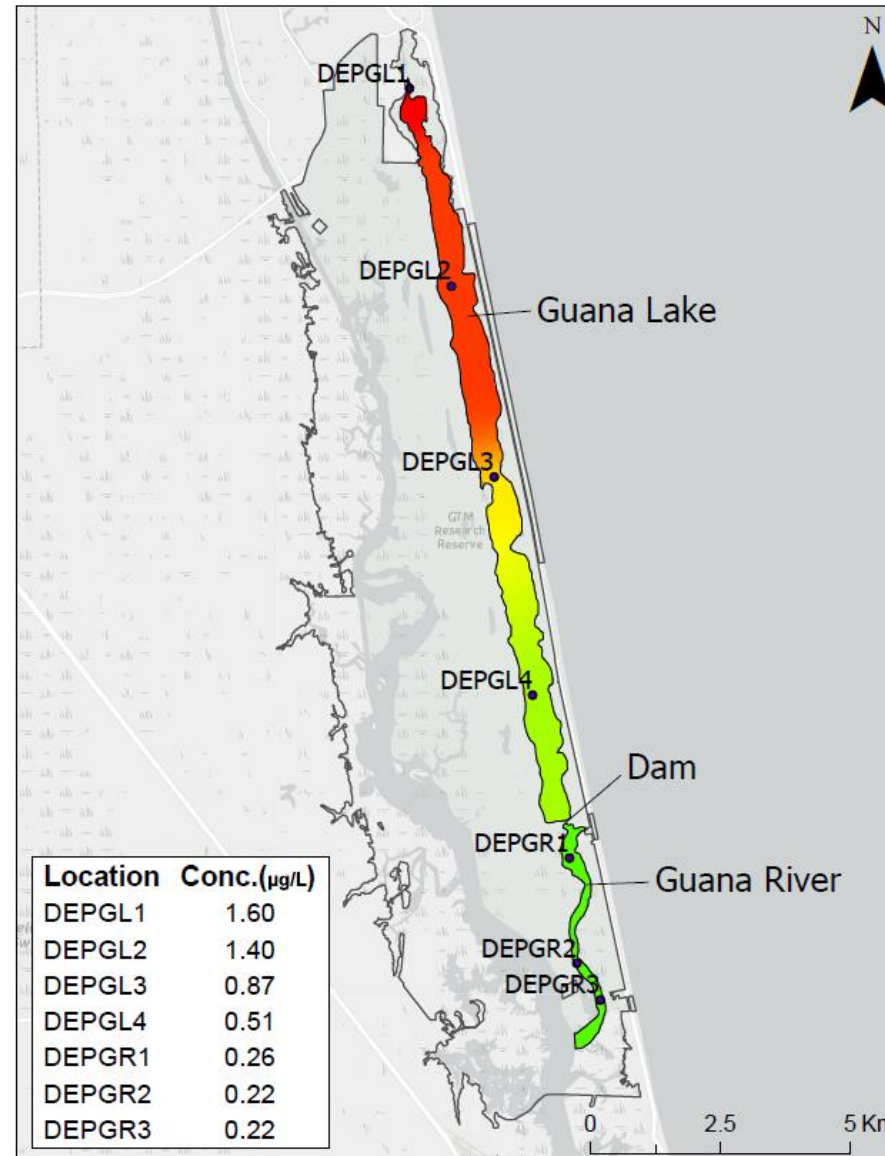 N
DEPGL1
DEPGL2
Guana Lake
DEPGL3
GTM
Research
Reserve
DEPGL4
Dam
DEPGR1
Guana River
DEPGR2
DEPGR3
Location Conc.(µg/L)
DEPGL1 1.60
DEPGL2 1.40
DEPGL3 0.87
DEPGL4 0.51
DEPGR1 0.26
DEPGR2 0.22
DEPGR3 0.22
0 2.5 5 Km